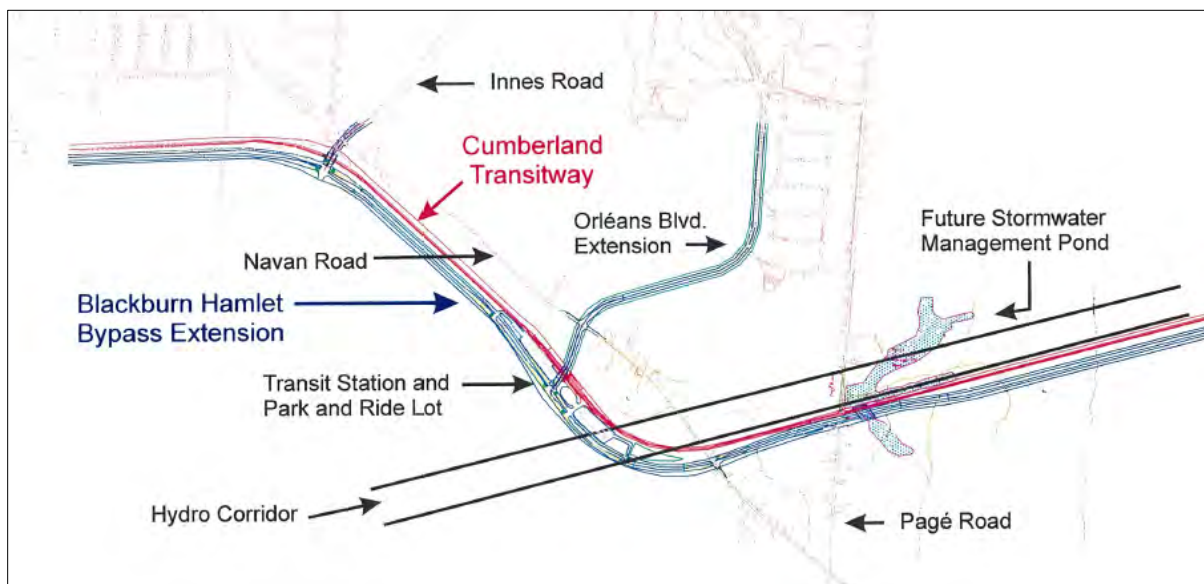 Innes Road
Cumberland
Transitway
Orléans Blvd.
Extension
Future Stormwater
Management Pond
Navan Road
Blackburn Hamlet
Bypass Extension
Transit Station and
Park and Ride Lot
Hydro Corridor
Pagé Road